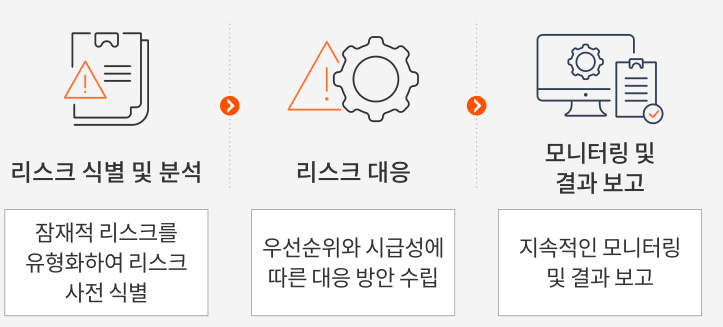 리스크 식별 및 분석
리스크 대응
모니터링 및
결과 보고
잠재적 리스크를
유형화하여 리스크
사전 식별
우선순위와 시급성에
따른 대응 방안 수립
지속적인 모니터링
및 결과 보고